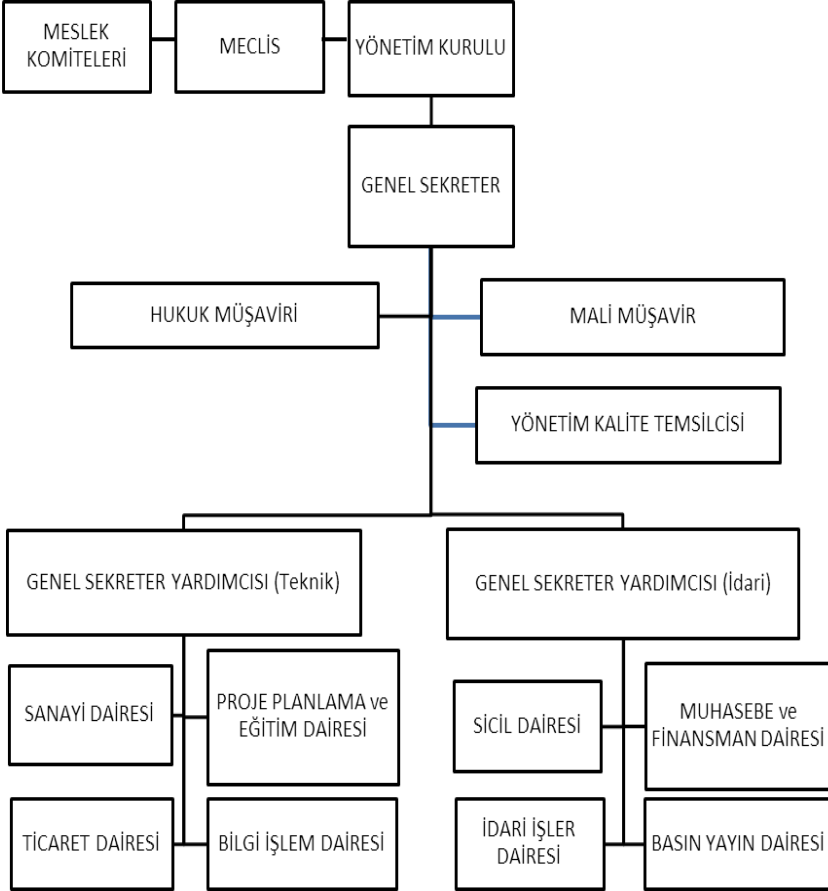 MESLEK
KOMİTELERİ
MECLİS
YÖNETİM KURULU
GENEL SEKRETER
HUKUK MÜŞAVİRİ
MALİ MÜŞAVİR
YÖNETİM KALİTE TEMSİLCİSİ
GENEL SEKRETER YARDIMCISI (Teknik)
GENEL SEKRETER YARDIMCISI (İdari)
SANAYİ DAİRESİ
PROJE PLANLAMA ve
EĞİTİM DAİRESİ
SİCİL DAİRESİ
MUHASEBE ve
FİNANSMAN DAİRESİ
TİCARET DAİRESİ
BİLGİ İŞLEM DAİRESİ
İDARİ İŞLER
DAİRESİ
BASIN YAYIN DAİRESİ